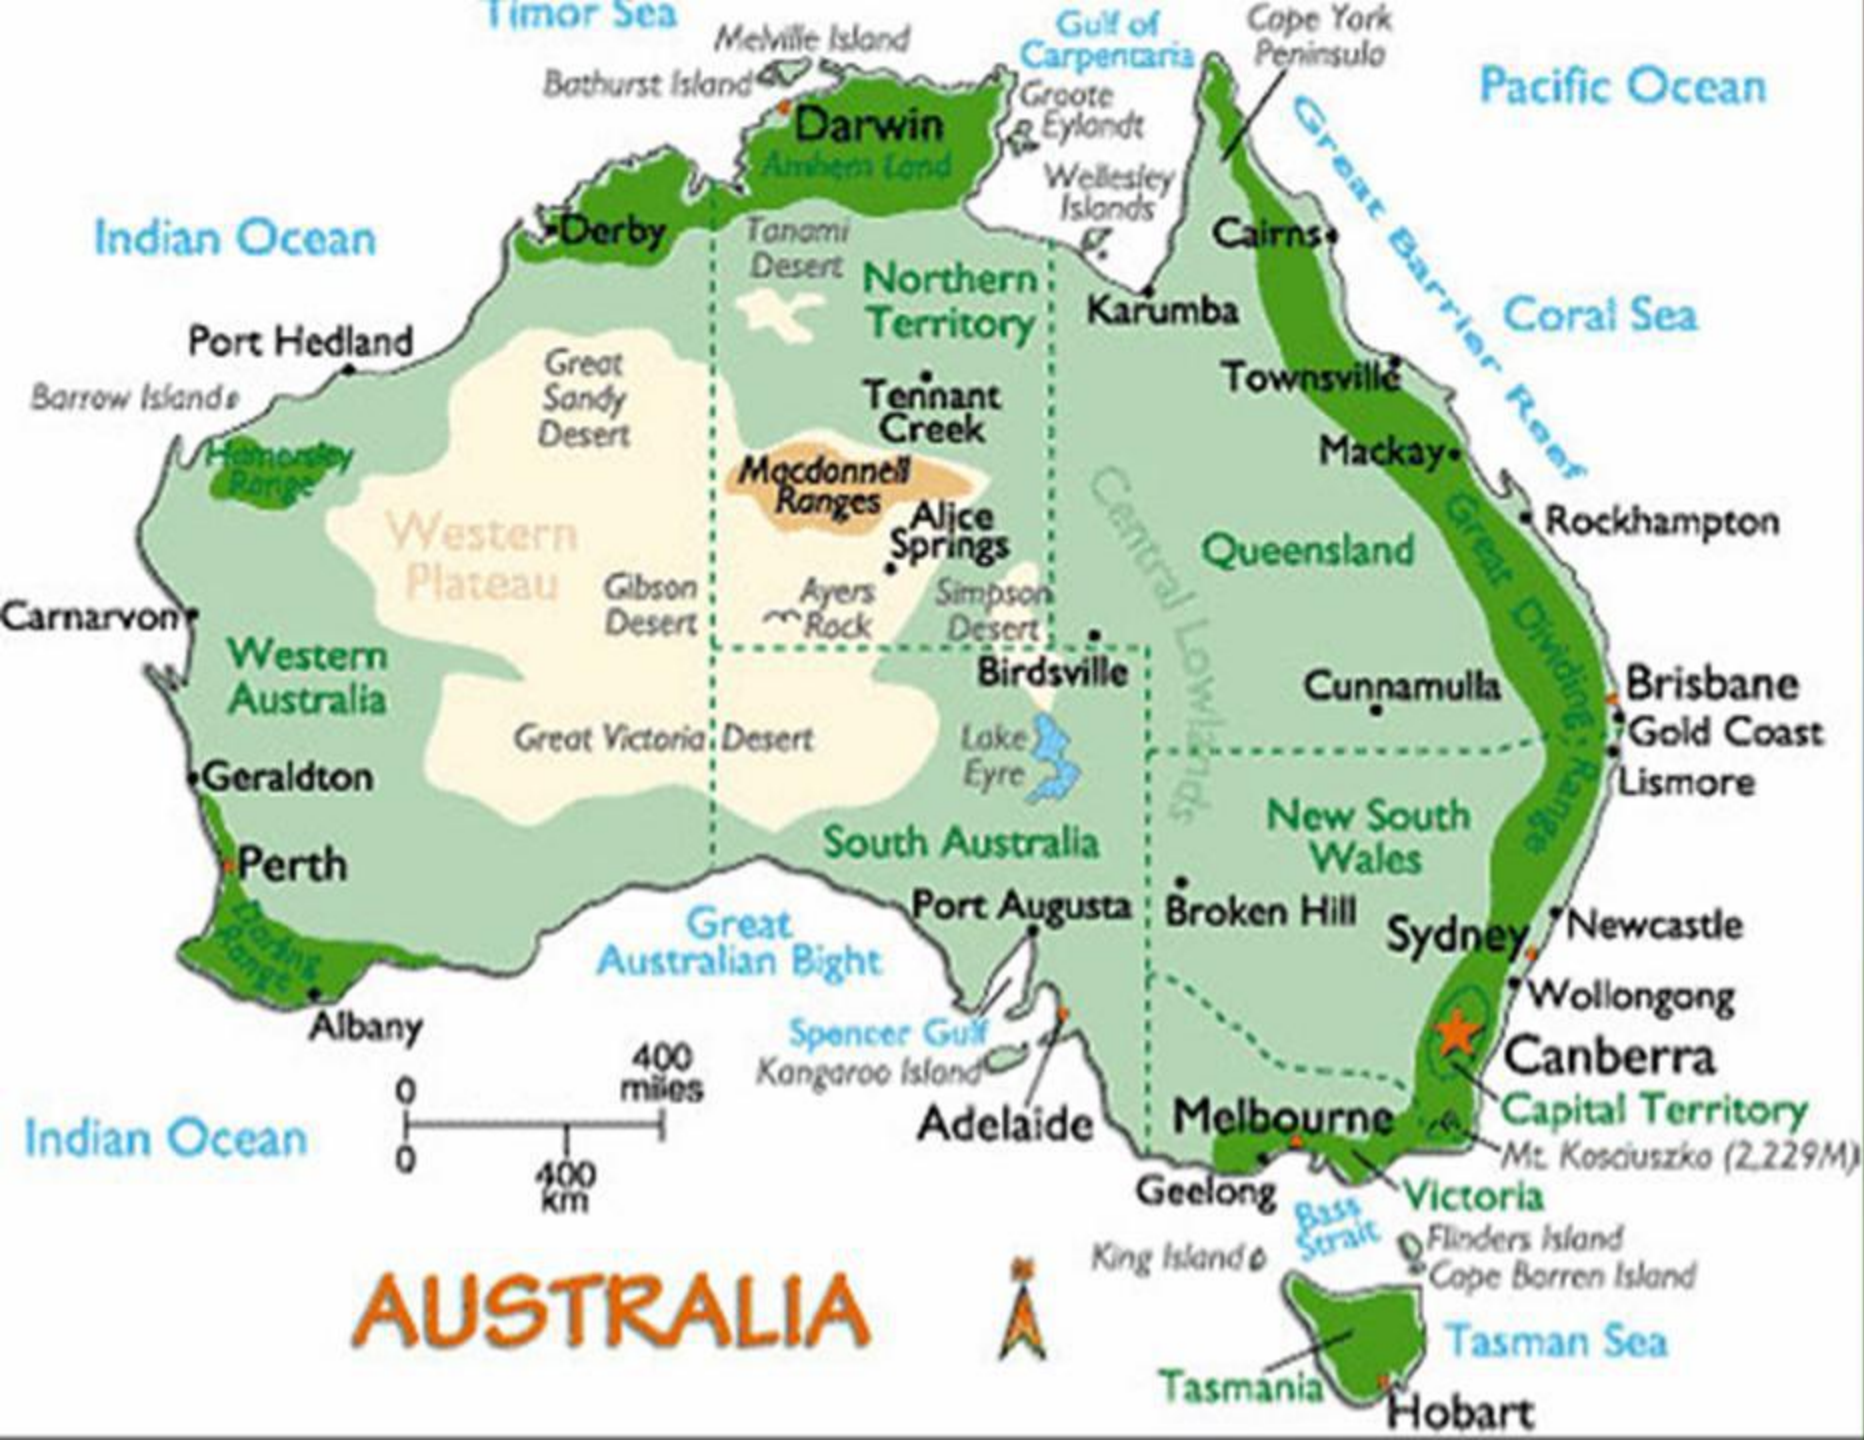 Timor Sea
Melville Island
Bathurst Island
Gulf of
Carpentaria
Cape York
Peninsula
Pacific Ocean
Groote
Eylandt
Darwin
Arnhem Land
Wellesley
Islands
Great Barrier Reef
Indian Ocean
Derby
Tanami
Desert
Northern
Territory
Cairns
Karumba
Coral Sea
Port Hedland
Barrow Island
Great
Sandy
Desert
Tennant
Creek
Townsville
Mackay
Hamersley
Range
Macdonnell
Ranges
Alice
Springs
Central Lowlands
Great Dividing Range
Rockhampton
Queensland
Western
Plateau
Gibson
Desert
Ayers
Rock
Simpson
Desert
Carnarvon
Western
Australia
Birdsville
Cunnamulla
Brisbane
Gold Coast
Lismore
Great Victoria Desert
Lake
Eyre
Geraldton
South Australia
New South
Wales
Perth
Darling
Range
Port Augusta
Broken Hill
Sydney
Newcastle
Great
Australian Bight
Wollongong
Albany
Spencer Gulf
Kangaroo Island
Canberra
Capital Territory
0
400
miles
0
400
km
Indian Ocean
Adelaide
Melbourne
Mt. Kosciuszko (2,229M)
Geelong
Victoria
Bass
Strait
King Island
Flinders Island
Cape Barren Island
AUSTRALIA
N
Tasman Sea
Tasmania
Hobart